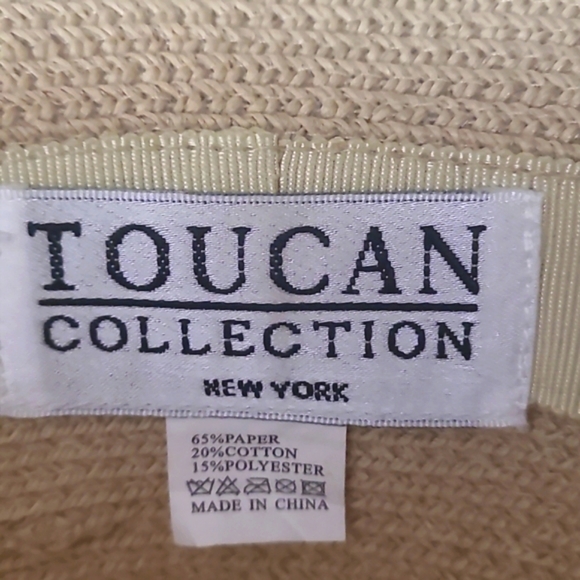 TOUCAN
COLLECTION
NEW YORK
65%PAPER
20%COTTON
15%POLYESTER
MADE IN CHINA